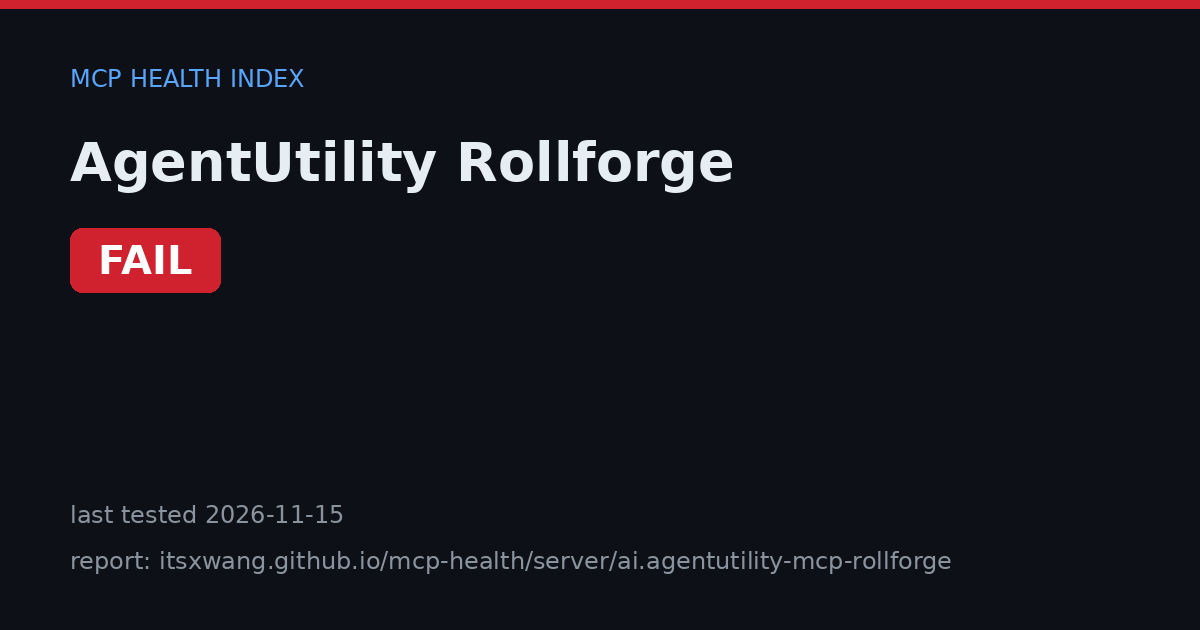 MCP HEALTH INDEX
AgentUtility Rollforge
FAIL
last tested 2026-11-15
report: itsxwang.github.io/mcp-health/server/ai.agentutility-mcp-rollforge